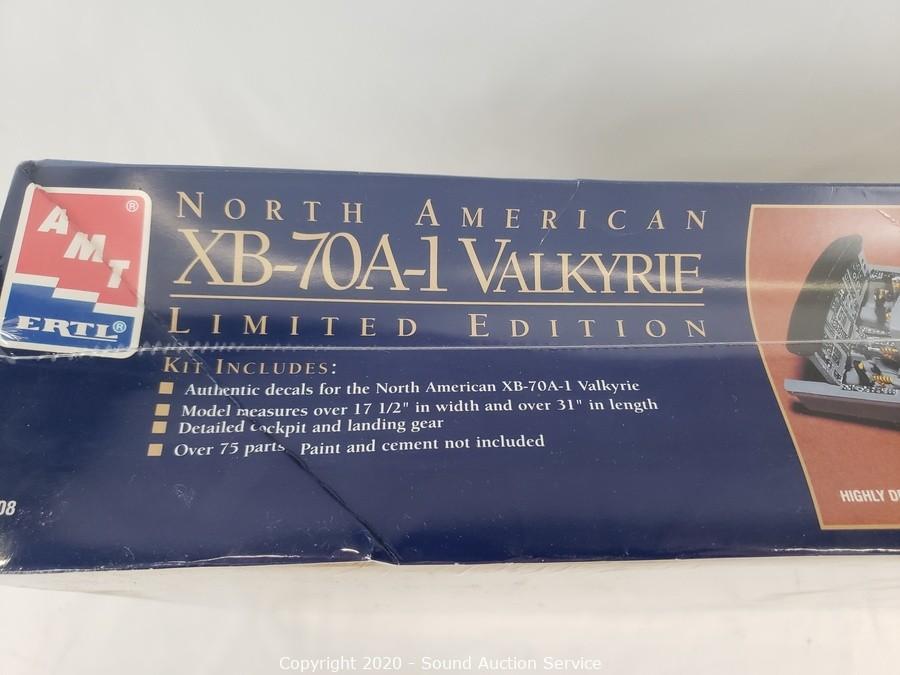 AMT
®
ERTL®
NORTH AMERICAN
XB-70A-1 VALKYRIE
LIMITED EDITION
KIT INCLUDES:
Authentic decals for the North American XB-70A-1 Valkyrie
Model measures over 17 1/2" in width and over 31" in length
Detailed cockpit and landing gear
Over 75 parts Paint and cement not included
08
HIGHLY
Copyright 2020 - Sound Auction Service